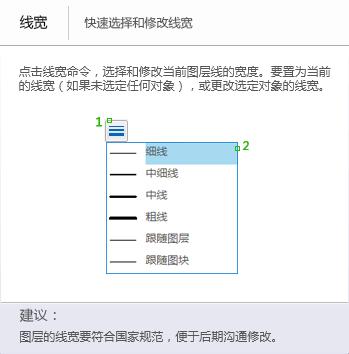 线宽 快速选择和修改线宽
点击线宽命令，选择和修改当前图层线的宽度。要置为当前
的线宽（如果未选定任何对象），或更改选定对象的线宽。
1
2
细线
中细线
中线
粗线
跟随图层
跟随图块
建议：
图层的线宽要符合国家规范，便于后期沟通修改。